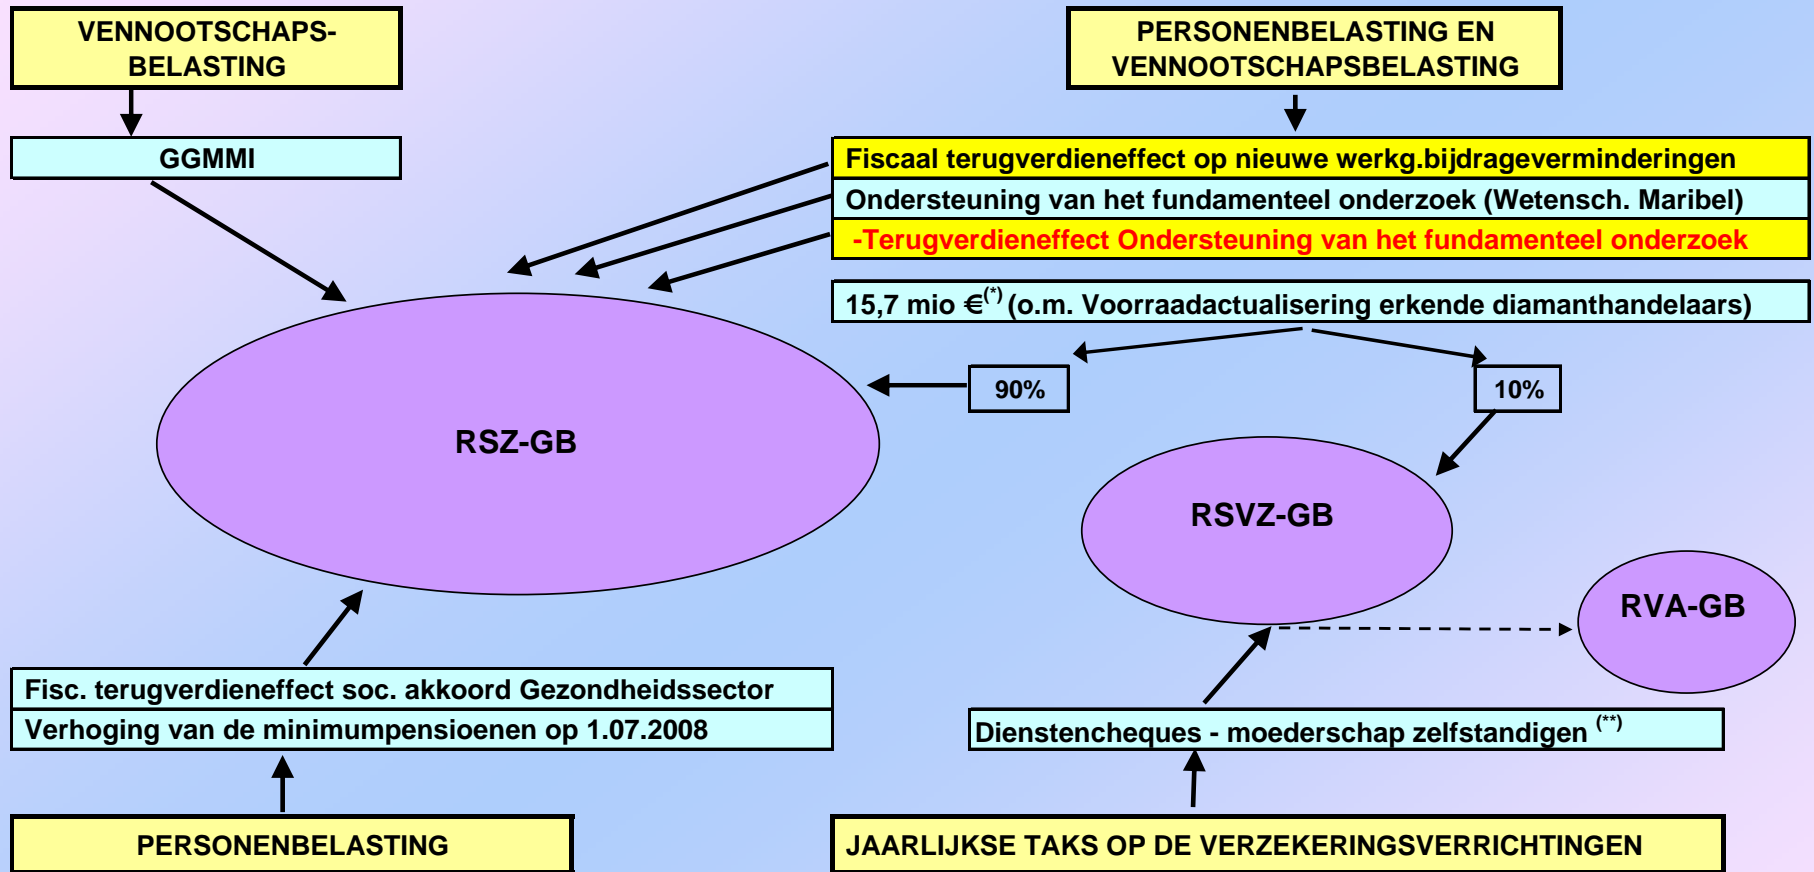 VENNOOTSCHAPS-
BELASTING
PERSONENBELASTING EN
VENNOOTSCHAPSBELASTING
GGMMI
Fiscaal terugverdieneffect op nieuwe werkg.bijdrageverminderingen
Ondersteuning van het fundamenteel onderzoek (Wetensch. Maribel)
-Terugverdieneffect Ondersteuning van het fundamenteel onderzoek
15,7 mio €(*) (o.m. Voorraadactualisering erkende diamanthandelaars)
90%
10%
RSZ-GB
RSVZ-GB
RVA-GB
Fisc. terugverdieneffect soc. akkoord Gezondheidssector
Verhoging van de minimumpensioenen op 1.07.2008
Dienstencheques - moederschap zelfstandigen (**)
PERSONENBELASTING
JAARLIJKSE TAKS OP DE VERZEKERINGSVERRICHTINGEN